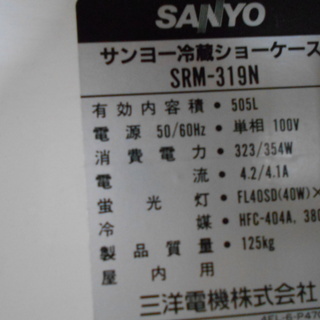 SANYO
サンヨー冷蔵ショーケース
SRM-319N
有効内容積・505L
電源 50/60Hz・単相 100V
消費電力・323/354W
電流・4.2/4.1A
蛍光灯・FL40SD(40W)×
冷媒・HFC-404A, 380
製品質量・125kg
屋内用
三洋電機株式会